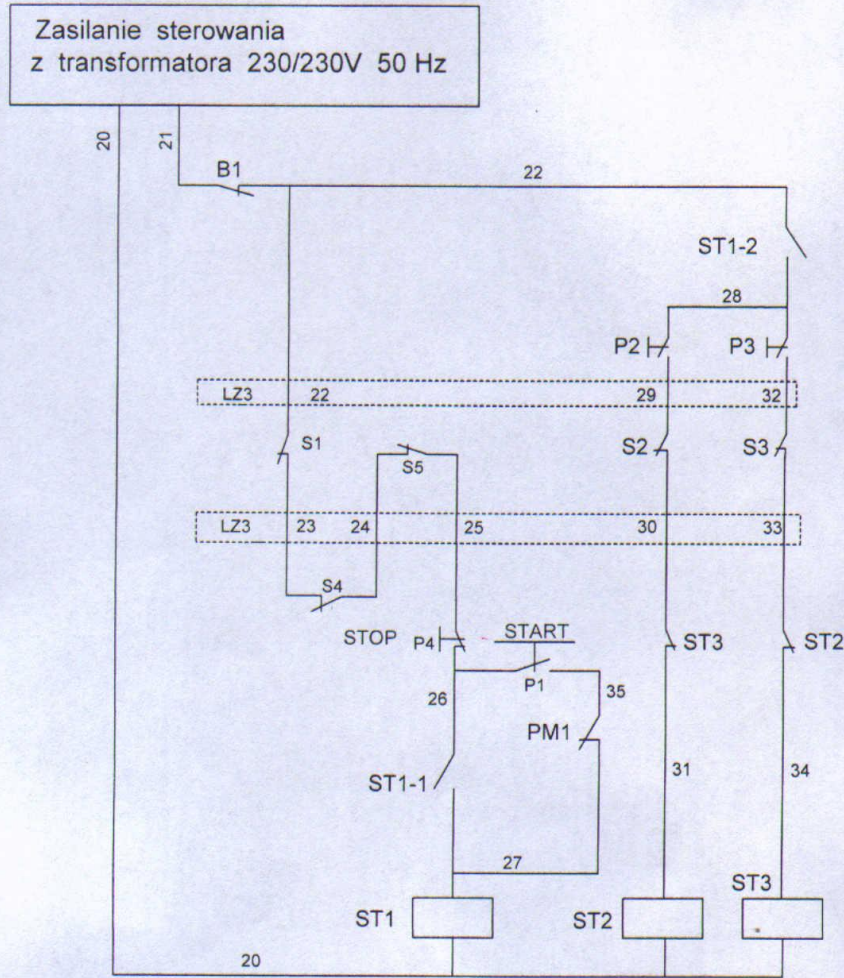 Zasilanie sterowania
z transformatora 230/230V 50 Hz
20
21
B1
22
ST1-2
28
P2
P3
LZ3
22
29
32
S1
S5
S2
S3
LZ3
23
24
25
30
33
S4
STOP
P4
START
P1
ST3
ST2
26
35
PM1
ST1-1
31
34
27
ST3
ST1
ST2
20